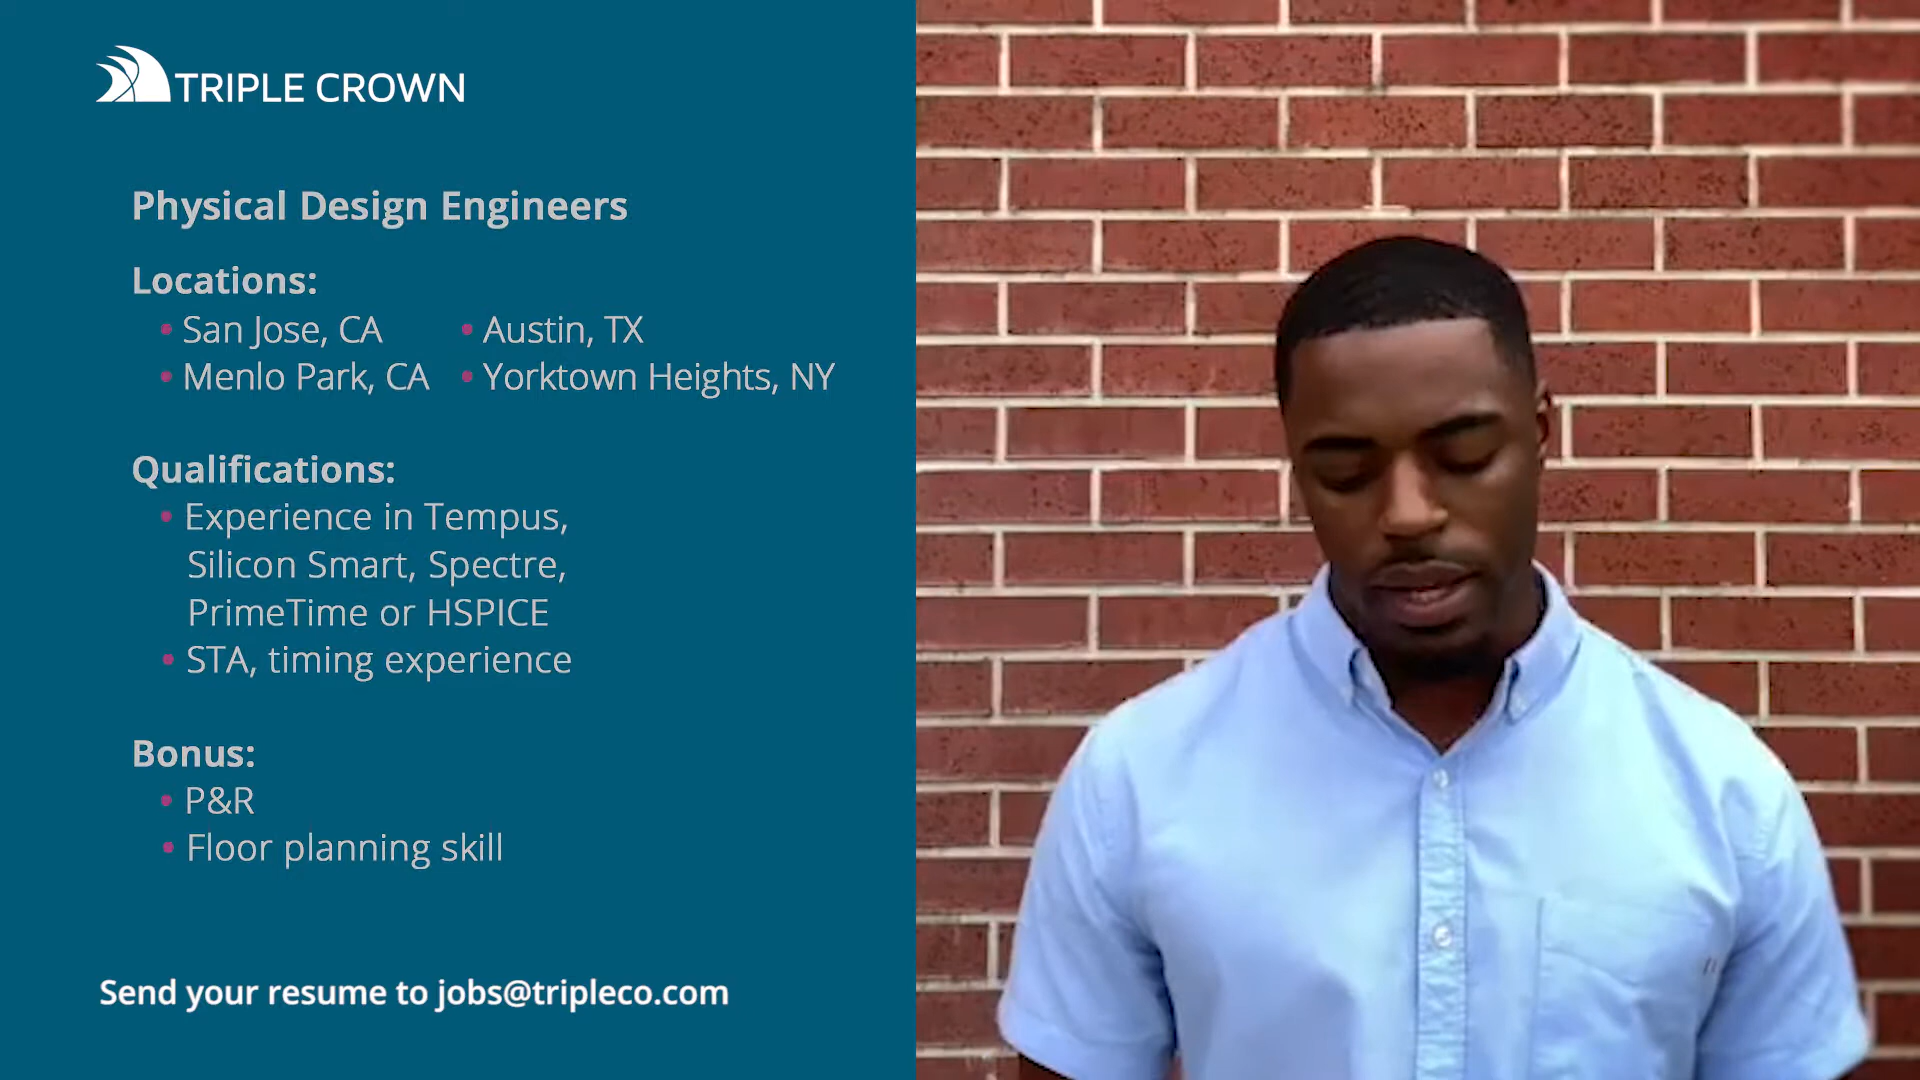 TRIPLE CROWN
Physical Design Engineers
Locations:
• San Jose, CA • Austin, TX
• Menlo Park, CA • Yorktown Heights, NY
Qualifications:
• Experience in Tempus,
Silicon Smart, Spectre,
PrimeTime or HSPICE
• STA, timing experience
Bonus:
• P&R
• Floor planning skill
Send your resume to jobs@tripleco.com